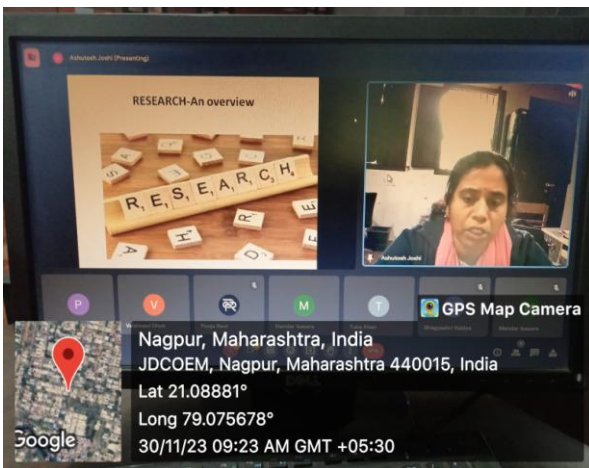 Ashutosh Joshi (Presenting)
RESEARCH-An overview
R E S E A R C H
Ashutosh Joshi
P
V
M
T
GPS Map Camera
Nagpur, Maharashtra, India
JDCOEM, Nagpur, Maharashtra 440015, India
Lat 21.08881°
Long 79.075678°
30/11/23 09:23 AM GMT +05:30
Google
DELL